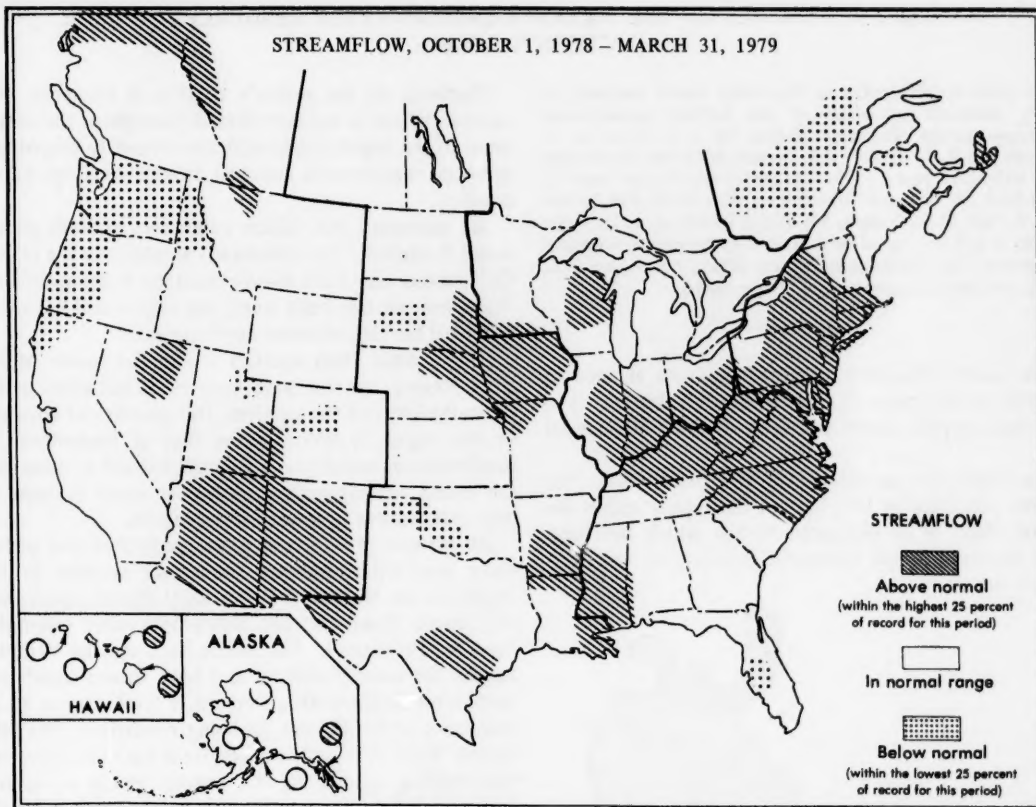 STREAMFLOW, OCTOBER 1, 1978 – MARCH 31, 1979
STREAMFLOW
Above normal
(within the highest 25 percent
of record for this period)
In normal range
Below normal
(within the lowest 25 percent
of record for this period)
ALASKA
HAWAII